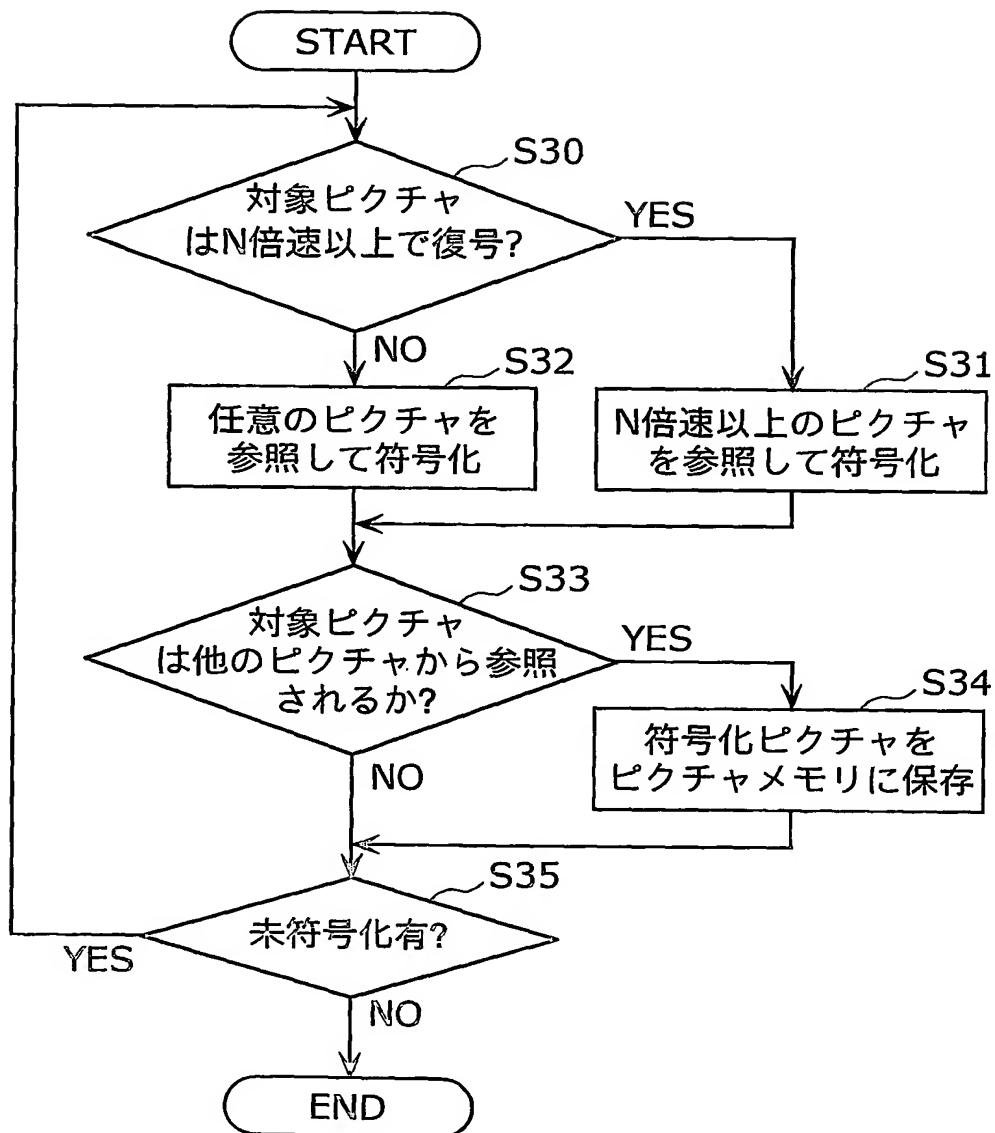 START
S30
対象ピクチャ
はN倍速以上で復号?
YES
NO
S32
任意のピクチャを
参照して符号化
S31
N倍速以上のピクチャ
を参照して符号化
S33
対象ピクチャ
は他のピクチャから参照
されるか?
YES
NO
S34
符号化ピクチャを
ピクチャメモリに保存
S35
未符号化有?
YES
NO
END